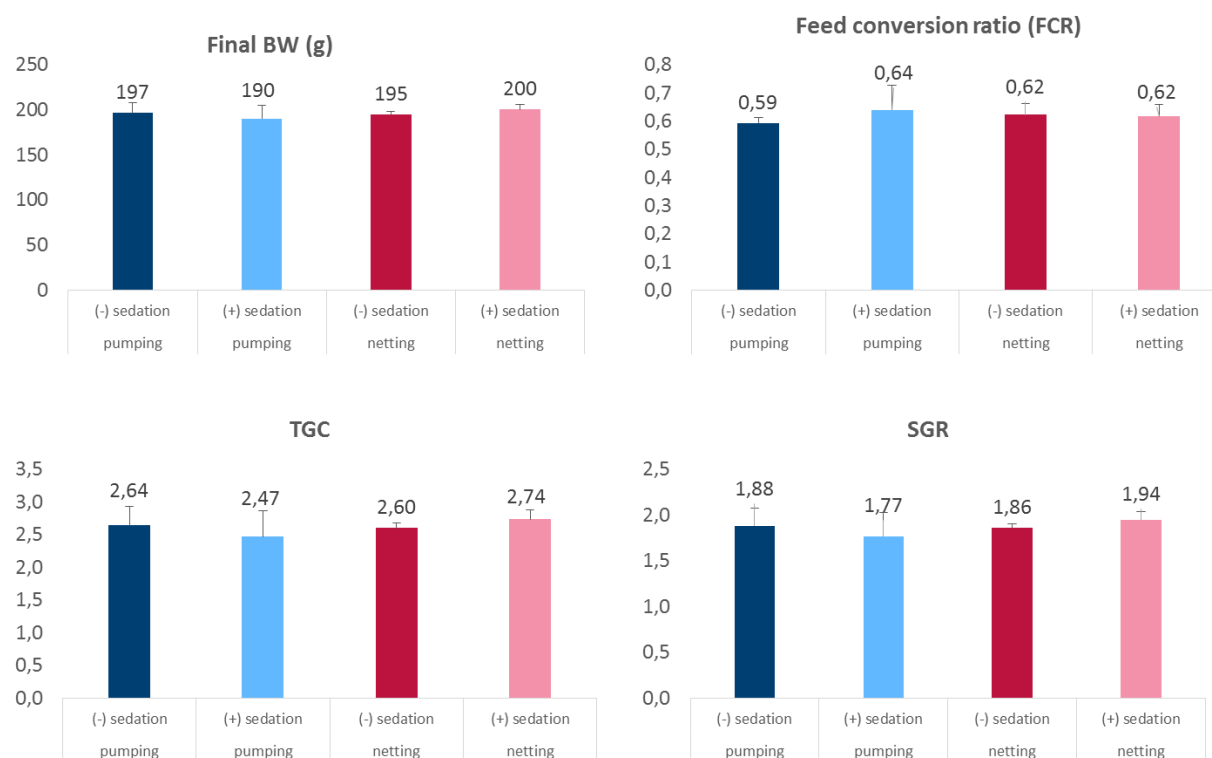 Final BW (g)
250
200
150
100
50
0
197
190
195
200
(-) sedation
(+) sedation
(-) sedation
(+) sedation
pumping
pumping
netting
netting
Feed conversion ratio (FCR)
0,8
0,7
0,6
0,5
0,4
0,3
0,2
0,1
0,0
0,59
0,64
0,62
0,62
(-) sedation
(+) sedation
(-) sedation
(+) sedation
pumping
pumping
netting
netting
TGC
3,5
3,0
2,5
2,0
1,5
1,0
0,5
0,0
2,64
2,47
2,60
2,74
(-) sedation
(+) sedation
(-) sedation
(+) sedation
pumping
pumping
netting
netting
SGR
2,5
2,0
1,5
1,0
0,5
0,0
1,88
1,77
1,86
1,94
(-) sedation
(+) sedation
(-) sedation
(+) sedation
pumping
pumping
netting
netting